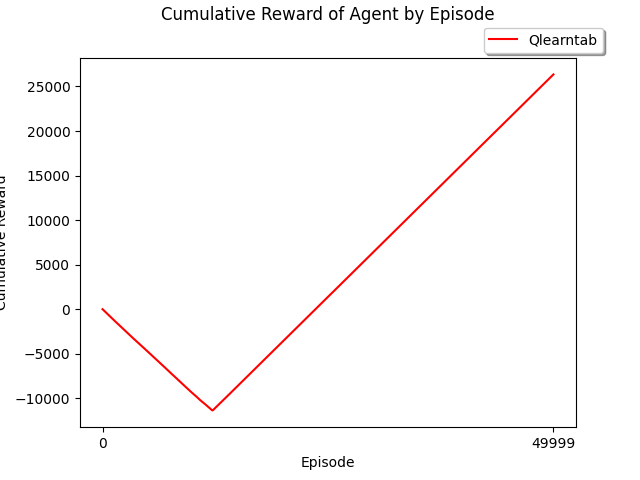 Cumulative Reward of Agent by Episode
Qlearntab
25000
20000
15000
10000
5000
0
−5000
−10000
Cumulative Reward
0
49999
Episode